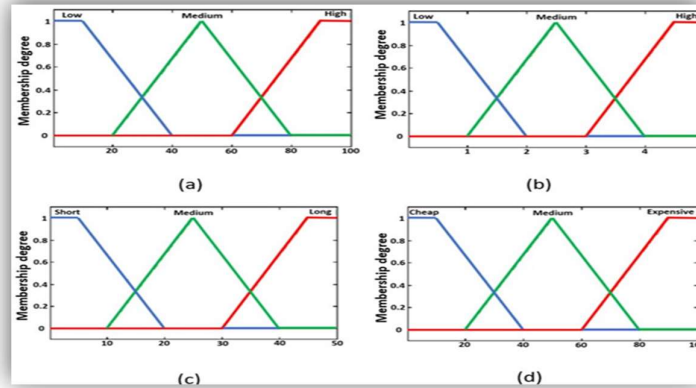 Low Medium High
Membership degree
1
0.8
0.6
0.4
0.2
0
20 40 60 80 100
(a)
Low Medium High
Membership degree
1
0.8
0.6
0.4
0.2
0
1 2 3 4
(b)
Short Medium Long
Membership degree
1
0.8
0.6
0.4
0.2
0
10 20 30 40 50
(c)
Cheap Medium Expensive
Membership degree
1
0.8
0.6
0.4
0.2
0
20 40 60 80
(d)